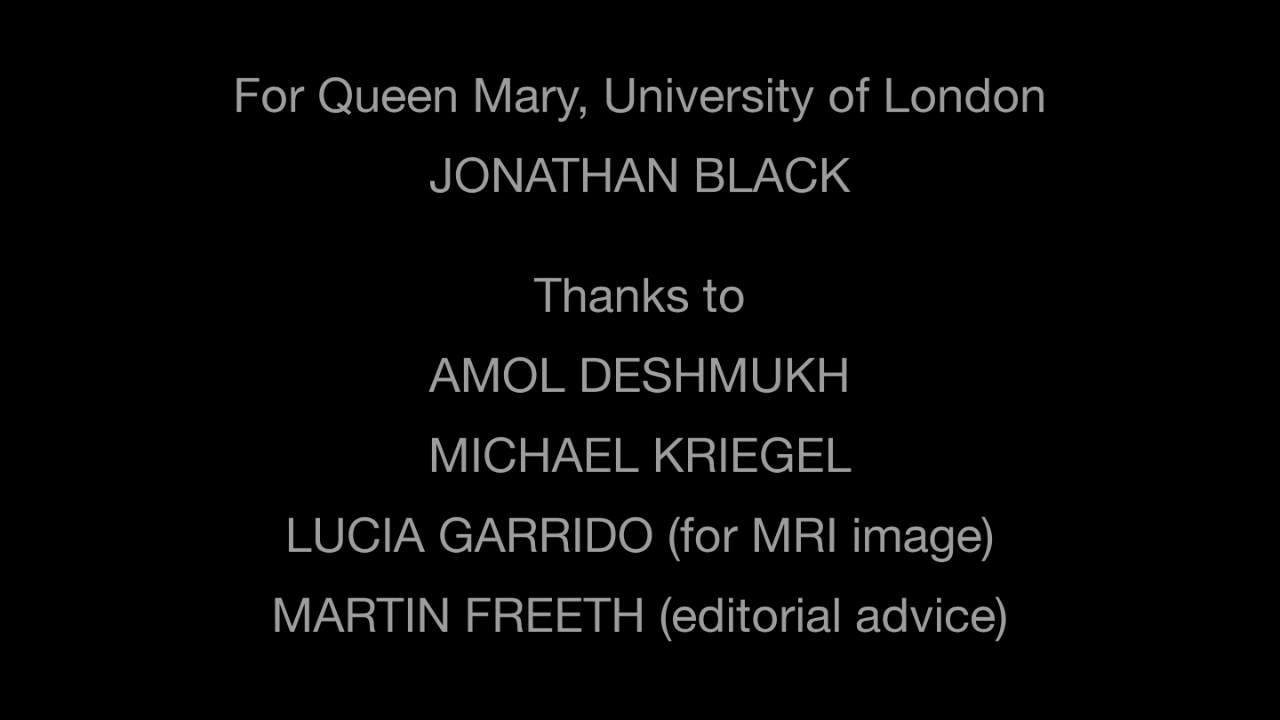 For Queen Mary, University of London
JONATHAN BLACK
Thanks to
AMOL DESHMUKH
MICHAEL KRIEGEL
LUCIA GARRIDO (for MRI image)
MARTIN FREETH (editorial advice)